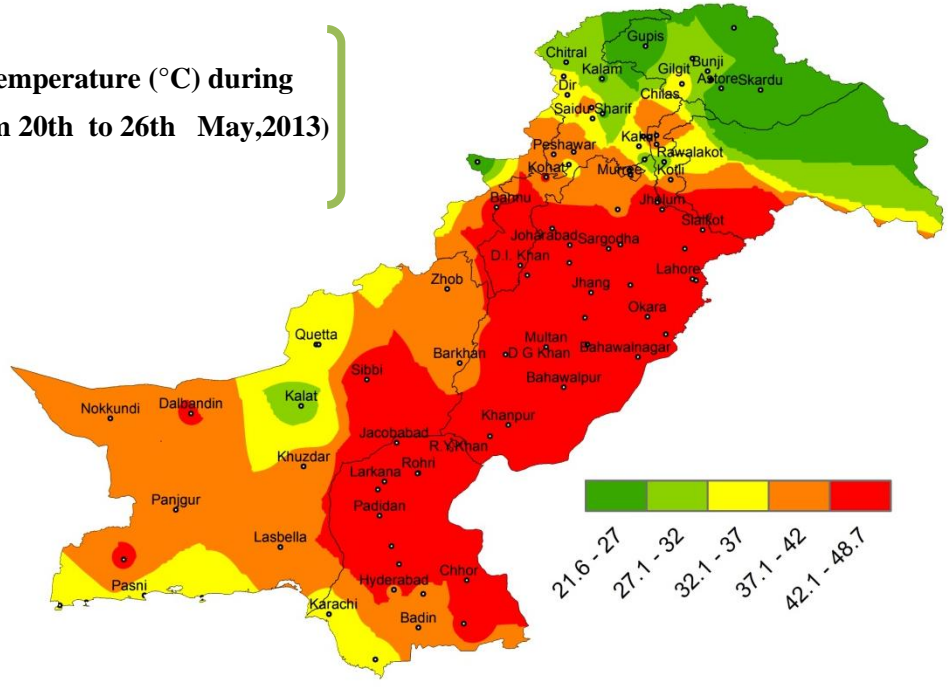 emperature (°C) during
20th to 26th May,2013)
Gupis
Chitral
Kalam
Gilgit
Bunji
Astore
Skardu
Dir
Chilas
Saidu Sharif
Kakul
Peshawar
Rawalakot
Kohat
Murree
Kotli
Bannu
Jhelum
Sialkot
Joharabad
Sargodha
D.I. Khan
Lahore
Zhob
Jhang
Okara
Quetta
Multan
Barkhan
D G Khan
Bahawalnagar
Sibbi
Bahawalpur
Kalat
Dalbandin
Nokkundi
Khanpur
Jacobabad
R.Y.Khan
Khuzdar
Rohri
Larkana
Panjgur
Padidan
Lasbella
Pasni
Hyderabad
Chhor
Karachi
Badin
21.6 - 27
27.1 - 32
32.1 - 37
37.1 - 42
42.1 - 48.7